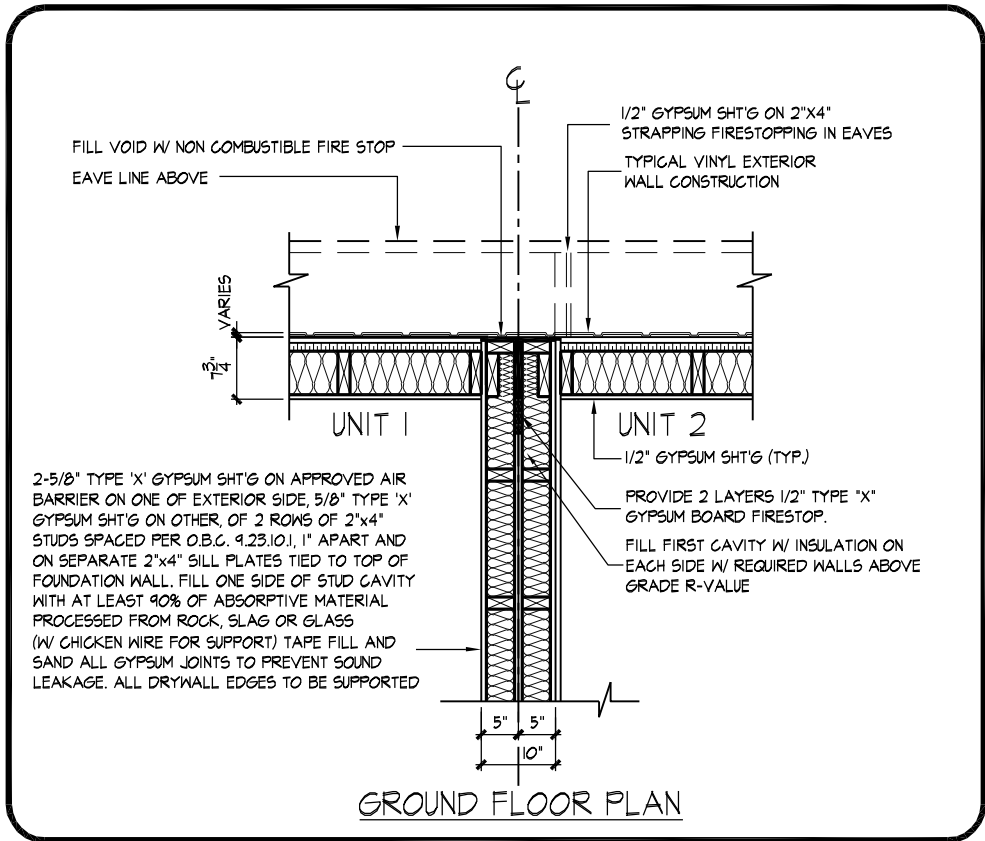 CL
1/2" GYPSUM SHT'G ON 2"X4"
STRAPPING FIRESTOPPING IN EAVES
FILL VOID W/ NON COMBUSTIBLE FIRE STOP
TYPICAL VINYL EXTERIOR
WALL CONSTRUCTION
EAVE LINE ABOVE
VARIES
7 3/4"
UNIT 1
UNIT 2
1/2" GYPSUM SHT'G (TYP.)
2-5/8" TYPE 'X' GYPSUM SHT'G ON APPROVED AIR
BARRIER ON ONE OF EXTERIOR SIDE, 5/8" TYPE 'X'
GYPSUM SHT'G ON OTHER, OF 2 ROWS OF 2"x4"
STUDS SPACED PER O.B.C. 9.23.10.1, 1" APART AND
ON SEPARATE 2"x4" SILL PLATES TIED TO TOP OF
FOUNDATION WALL. FILL ONE SIDE OF STUD CAVITY
WITH AT LEAST 90% OF ABSORPTIVE MATERIAL
PROCESSED FROM ROCK, SLAG OR GLASS
(W/ CHICKEN WIRE FOR SUPPORT) TAPE FILL AND
SAND ALL GYPSUM JOINTS TO PREVENT SOUND
LEAKAGE. ALL DRYWALL EDGES TO BE SUPPORTED
PROVIDE 2 LAYERS 1/2" TYPE "X"
GYPSUM BOARD FIRESTOP.
FILL FIRST CAVITY W/ INSULATION ON
EACH SIDE W/ REQUIRED WALLS ABOVE
GRADE R-VALUE
5" 5"
10"
GROUND FLOOR PLAN